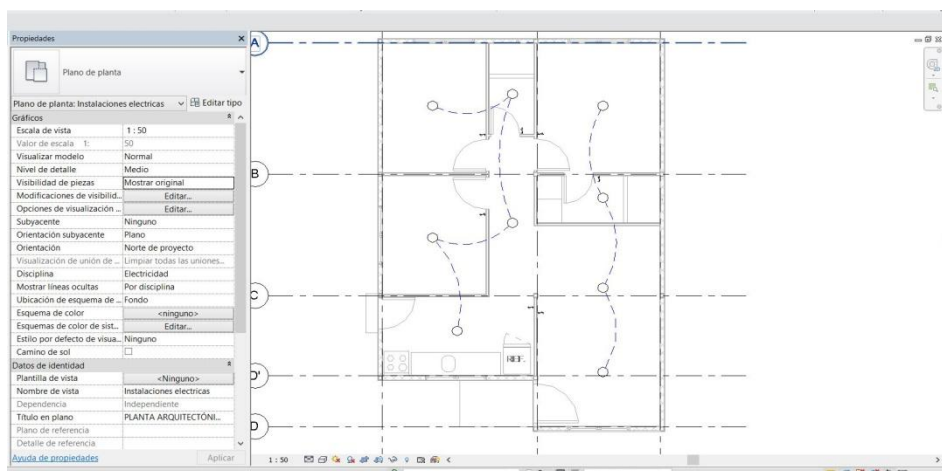 Propiedades
Plano de planta
Plano de planta: Instalaciones electricas
Editar tipo
Gráficos
Escala de vista 1 : 50
Valor de escala 1: 50
Visualizar modelo Normal
Nivel de detalle Medio
Visibilidad de piezas Mostrar original
Modificaciones de visibilid... Editar...
Opciones de visualización ... Editar...
Subyacente Ninguno
Orientación subyacente Plano
Orientación Norte de proyecto
Visualización de unión de ... Limpiar todas las uniones...
Disciplina Electricidad
Mostrar líneas ocultas Por disciplina
Ubicación de esquema de ... Fondo
Esquema de color <ninguno>
Esquemas de color de sist... Editar...
Estilo por defecto de visua... Ninguno
Camino de sol
Datos de identidad
Plantilla de vista <Ninguno>
Nombre de vista Instalaciones electricas
Dependencia Independiente
Título en plano PLANTA ARQUITECTÓNI...
Plano de referencia
Detalle de referencia
Ayuda de propiedades
Aplicar
A
B
C
D'
D
REF.
1 : 50